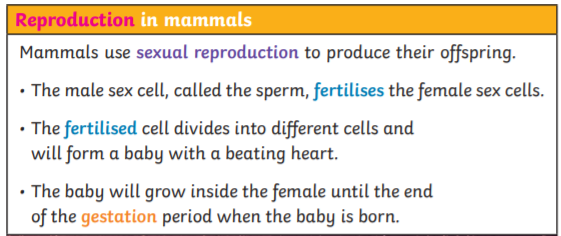 Reproduction in mammals
Mammals use sexual reproduction to produce their offspring.
• The male sex cell, called the sperm, fertilises the female sex cells.
• The fertilised cell divides into different cells and
will form a baby with a beating heart.
• The baby will grow inside the female until the end
of the gestation period when the baby is born.